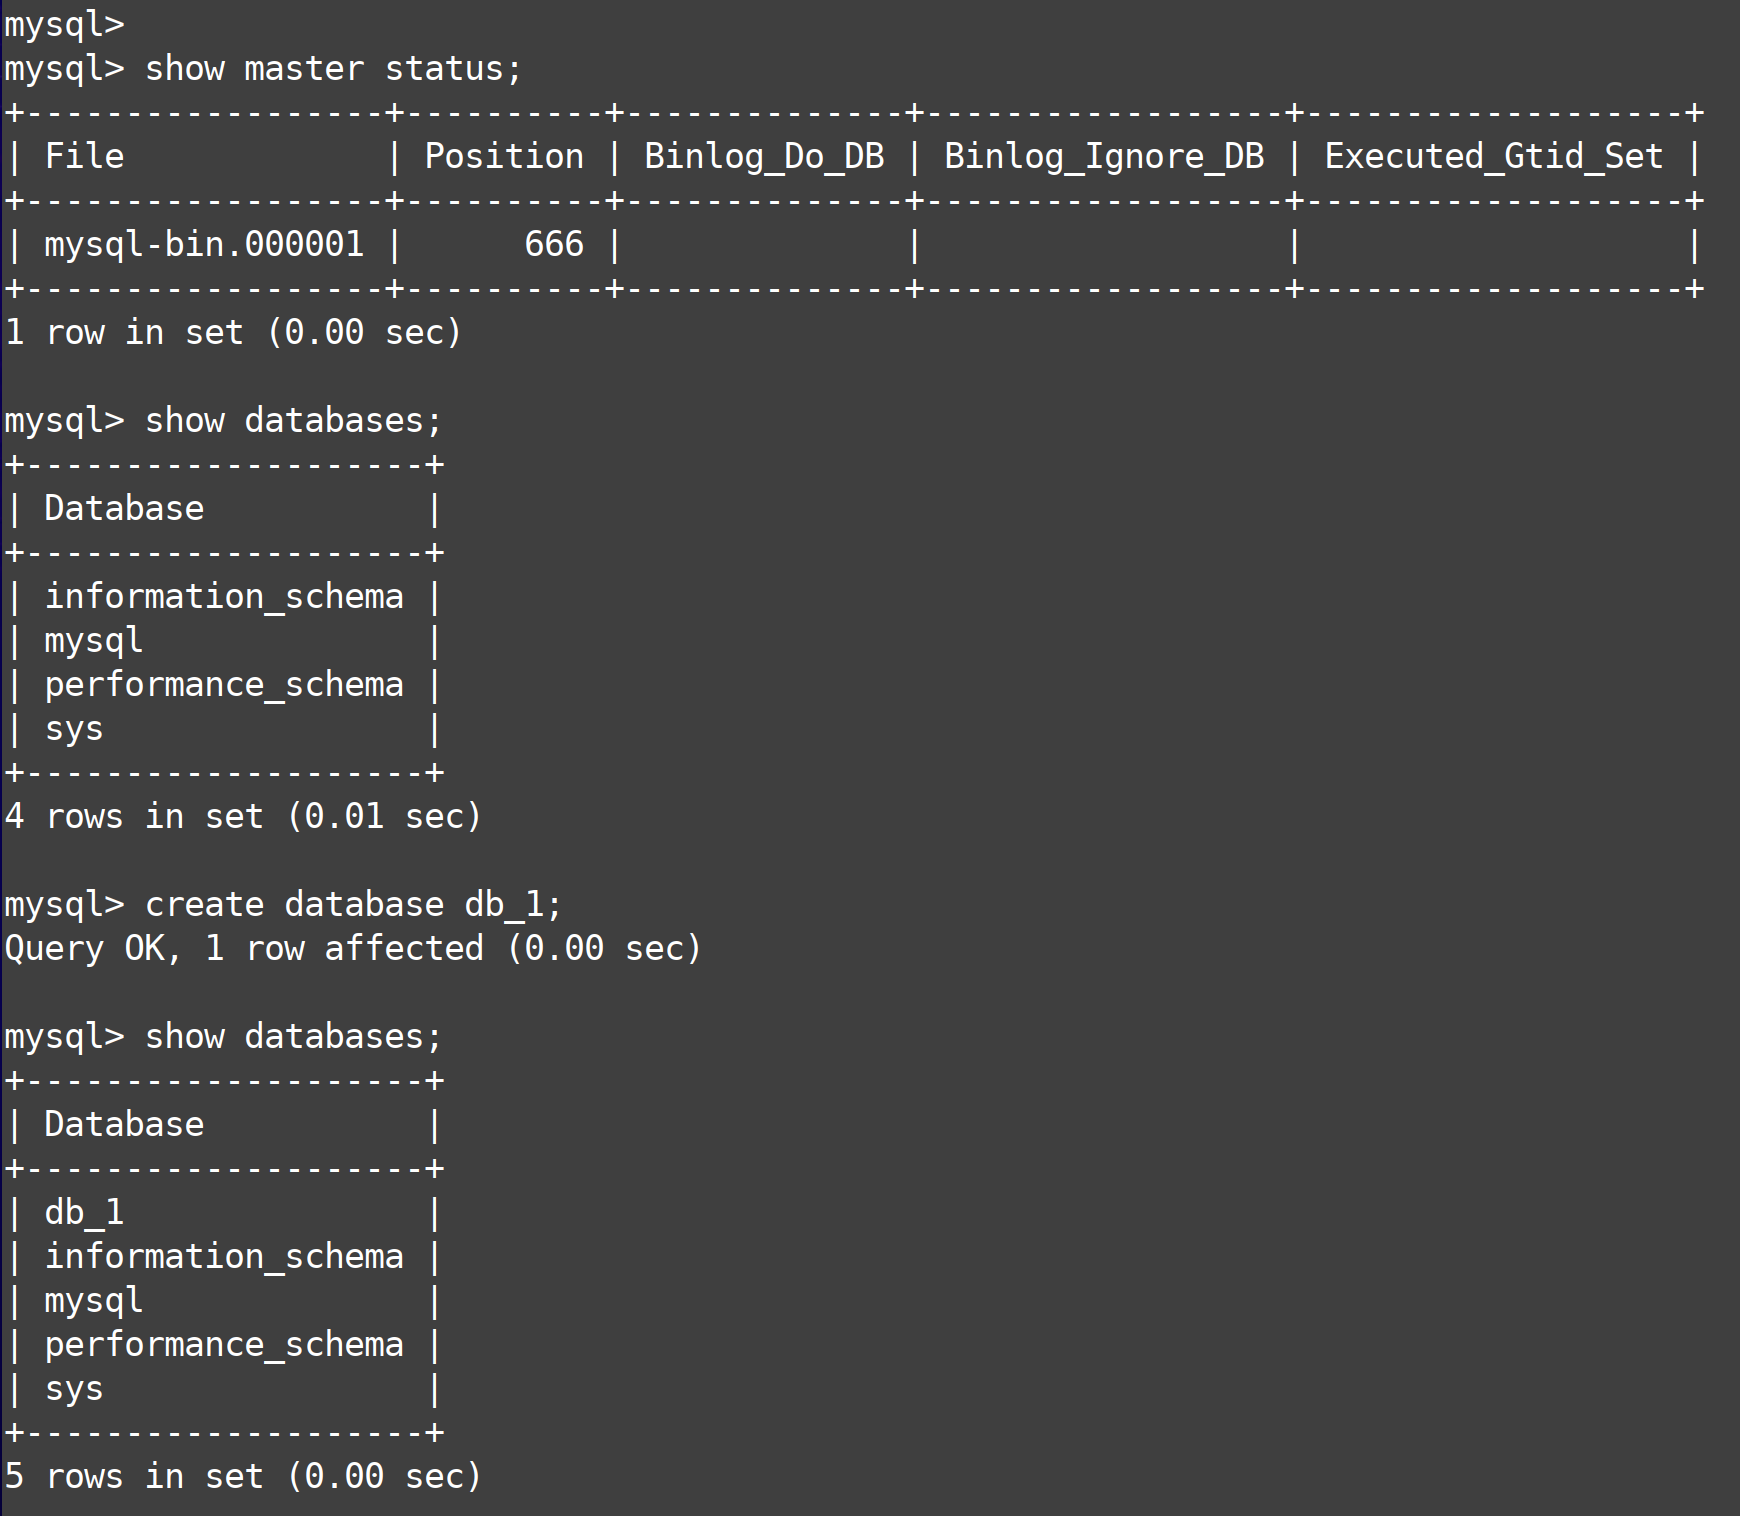 mysql>
mysql> show master status;
+------------------+----------+--------------+------------------+-------------------+
| File             | Position | Binlog_Do_DB | Binlog_Ignore_DB | Executed_Gtid_Set |
+------------------+----------+--------------+------------------+-------------------+
| mysql-bin.000001 |      666 |              |                  |                   |
+------------------+----------+--------------+------------------+-------------------+
1 row in set (0.00 sec)

mysql> show databases;
+--------------------+
| Database           |
+--------------------+
| information_schema |
| mysql              |
| performance_schema |
| sys                |
+--------------------+
4 rows in set (0.01 sec)

mysql> create database db_1;
Query OK, 1 row affected (0.00 sec)

mysql> show databases;
+--------------------+
| Database           |
+--------------------+
| db_1               |
| information_schema |
| mysql              |
| performance_schema |
| sys                |
+--------------------+
5 rows in set (0.00 sec)